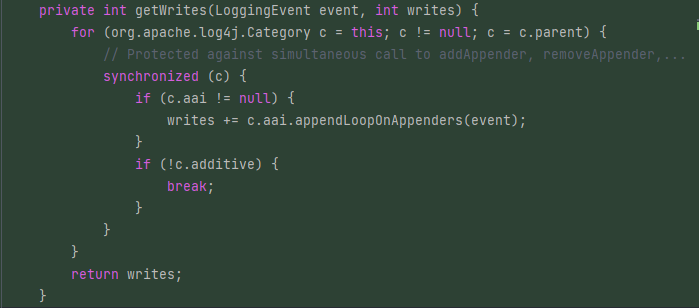 private int getWrites(LoggingEvent event, int writes) {
    for (org.apache.log4j.Category c = this; c != null; c = c.parent) {
        // Protected against simultaneous call to addAppender, removeAppender,...
        synchronized (c) {
            if (c.aai != null) {
                writes += c.aai.appendLoopOnAppenders(event);
            }
            if (!c.additive) {
                break;
            }
        }
    }
    return writes;
}